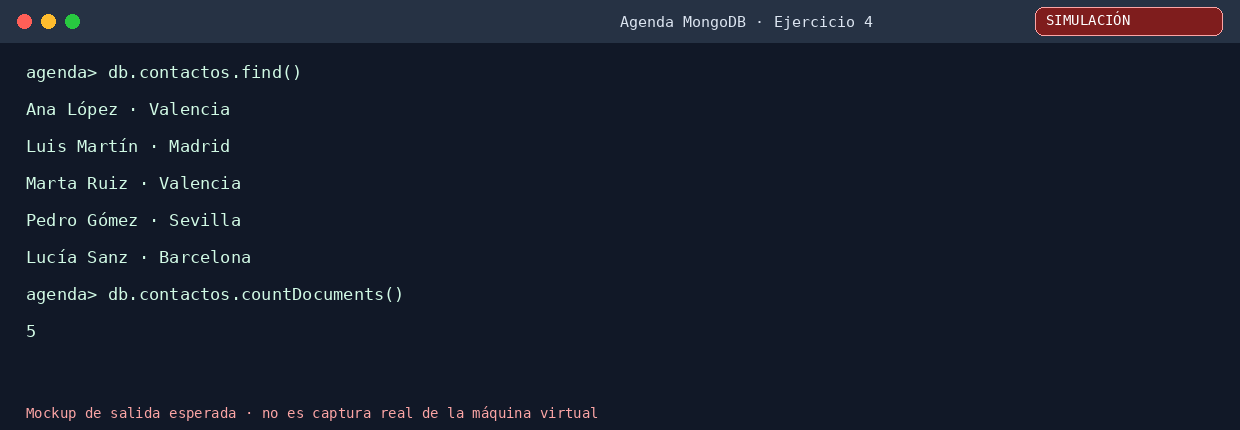 Agenda MongoDB · Ejercicio 4
SIMULACIÓN
agenda> db.contactos.find()
Ana López · Valencia
Luis Martín · Madrid
Marta Ruiz · Valencia
Pedro Gómez · Sevilla
Lucía Sanz · Barcelona
agenda> db.contactos.countDocuments()
5
Mockup de salida esperada · no es captura real de la máquina virtual